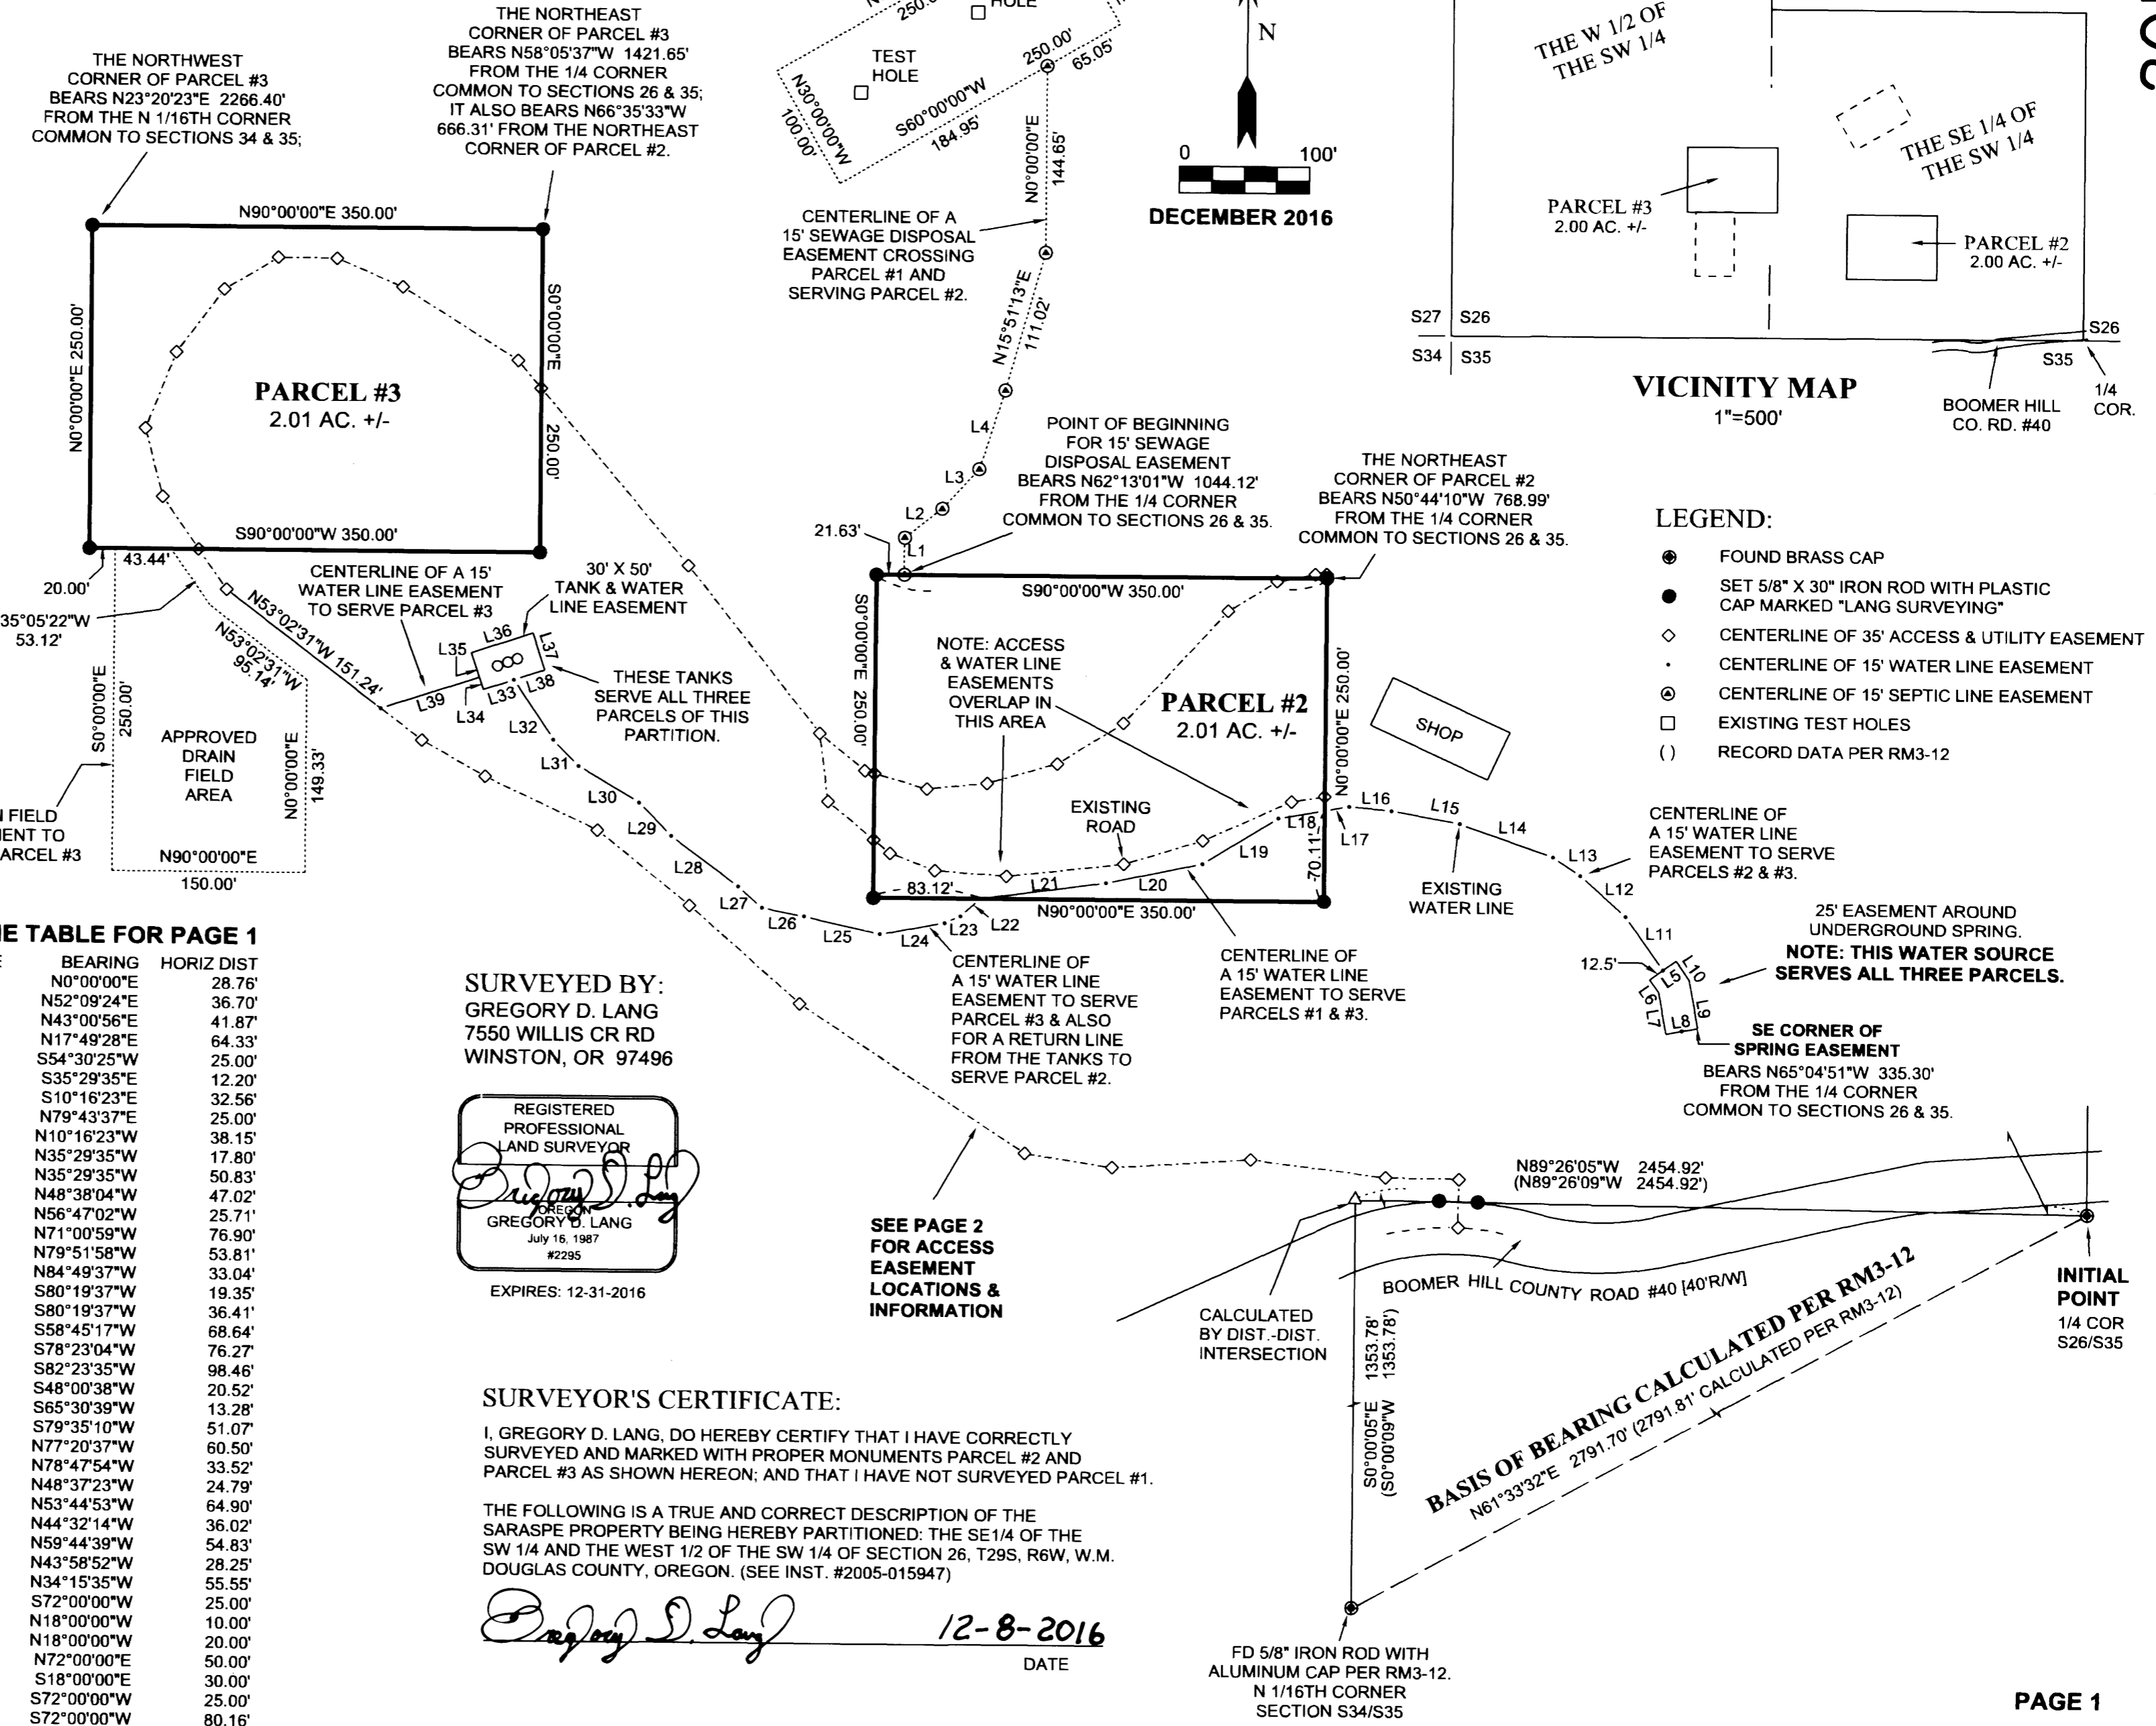 THE NORTHWEST
CORNER OF PARCEL #3
BEARS N23°20'23"E 2266.40'
FROM THE N 1/16TH CORNER
COMMON TO SECTIONS 34 & 35;
THE NORTHEAST
CORNER OF PARCEL #3
BEARS N58°05'37"W 1421.65'
FROM THE 1/4 CORNER
COMMON TO SECTIONS 26 & 35;
IT ALSO BEARS N66°35'33"W
666.31' FROM THE NORTHEAST
CORNER OF PARCEL #2.
HOLE
TEST
HOLE
N30°00'00"W
100.00'
S60°00'00"W
184.95'
250.00'
65.05'
N0°00'00"E
144.65'
CENTERLINE OF A
15' SEWAGE DISPOSAL
EASEMENT CROSSING
PARCEL #1 AND
SERVING PARCEL #2.
N15°51'13"E
111.02'
L4
L3
L2
L1
21.63'
N
0 100'
DECEMBER 2016
THE W 1/2 OF
THE SW 1/4
THE SE 1/4 OF
THE SW 1/4
PARCEL #3
2.00 AC. +/-
PARCEL #2
2.00 AC. +/-
S27 S26
S34 S35
S26
S35
VICINITY MAP
1"=500'
BOOMER HILL
CO. RD. #40
1/4
COR.
N90°00'00"E 350.00'
N0°00'00"E 250.00'
S0°00'00"E
250.00'
PARCEL #3
2.01 AC. +/-
S90°00'00"W 350.00'
43.44'
20.00'
35°05'22"W
53.12'
N53°02'31"W 151.24'
N53°02'31"W
95.14'
S0°00'00"E
250.00'
APPROVED
DRAIN
FIELD
AREA
N0°00'00"E
149.33'
N90°00'00"E
150.00'
FIELD
TO
PARCEL #3
CENTERLINE OF A 15'
WATER LINE EASEMENT
TO SERVE PARCEL #3
30' X 50'
TANK & WATER
LINE EASEMENT
L36
L35
L37
L33
L38
L34
L39
L32
L31
L30
L29
L28
L27
L26
L25
L24
L23
L22
THESE TANKS
SERVE ALL THREE
PARCELS OF THIS
PARTITION.
POINT OF BEGINNING
FOR 15' SEWAGE
DISPOSAL EASEMENT
BEARS N62°13'01"W 1044.12'
FROM THE 1/4 CORNER
COMMON TO SECTIONS 26 & 35.
THE NORTHEAST
CORNER OF PARCEL #2
BEARS N50°44'10"W 768.99'
FROM THE 1/4 CORNER
COMMON TO SECTIONS 26 & 35.
S90°00'00"W 350.00'
S0°00'00"E 250.00'
NOTE: ACCESS
& WATER LINE
EASEMENTS
OVERLAP IN
THIS AREA
PARCEL #2
2.01 AC. +/-
N0°00'00"E 250.00'
EXISTING
ROAD
83.12'
L21
L20
L19
L18
70.11'
N90°00'00"E 350.00'
SHOP
L17
L16
L15
L14
L13
L12
L11
EXISTING
WATER LINE
CENTERLINE OF
A 15' WATER LINE
EASEMENT TO SERVE
PARCELS #2 & #3.
LEGEND:
FOUND BRASS CAP
SET 5/8" X 30" IRON ROD WITH PLASTIC
CAP MARKED "LANG SURVEYING"
CENTERLINE OF 35' ACCESS & UTILITY EASEMENT
CENTERLINE OF 15' WATER LINE EASEMENT
CENTERLINE OF 15' SEPTIC LINE EASEMENT
EXISTING TEST HOLES
( ) RECORD DATA PER RM3-12
25' EASEMENT AROUND
UNDERGROUND SPRING.
NOTE: THIS WATER SOURCE
SERVES ALL THREE PARCELS.
12.5'
L5
L10
L6
L7
L9
L8
SE CORNER OF
SPRING EASEMENT
BEARS N65°04'51"W 335.30'
FROM THE 1/4 CORNER
COMMON TO SECTIONS 26 & 35.
CENTERLINE OF
A 15' WATER LINE
EASEMENT TO SERVE
PARCEL #3 & ALSO
FOR A RETURN LINE
FROM THE TANKS TO
SERVE PARCEL #2.
CENTERLINE OF
A 15' WATER LINE
EASEMENT TO SERVE
PARCELS #1 & #3.
TABLE FOR PAGE 1
BEARING HORIZ DIST
N0°00'00"E 28.76'
N52°09'24"E 36.70'
N43°00'56"E 41.87'
N17°49'28"E 64.33'
S54°30'25"W 25.00'
S35°29'35"E 12.20'
S10°16'23"E 32.56'
N79°43'37"E 25.00'
N10°16'23"W 38.15'
N35°29'35"W 17.80'
N35°29'35"W 50.83'
N48°38'04"W 47.02'
N56°47'02"W 25.71'
N71°00'59"W 76.90'
N79°51'58"W 53.81'
N84°49'37"W 33.04'
S80°19'37"W 19.35'
S80°19'37"W 36.41'
S58°45'17"W 68.64'
S78°23'04"W 76.27'
S82°23'35"W 98.46'
S48°00'38"W 20.52'
S65°30'39"W 13.28'
S79°35'10"W 51.07'
N77°20'37"W 60.50'
N78°47'54"W 33.52'
N48°37'23"W 24.79'
N53°44'53"W 64.90'
N44°32'14"W 36.02'
N59°44'39"W 54.83'
N43°58'52"W 28.25'
N34°15'35"W 55.55'
S72°00'00"W 25.00'
N18°00'00"W 10.00'
N18°00'00"W 20.00'
N72°00'00"E 50.00'
S18°00'00"E 30.00'
S72°00'00"W 25.00'
S72°00'00"W 80.16'
SURVEYED BY:
GREGORY D. LANG
7550 WILLIS CR RD
WINSTON, OR 97496
REGISTERED
PROFESSIONAL
LAND SURVEYOR
Gregory D. Lang
OREGON
GREGORY D. LANG
July 16, 1987
#2295
EXPIRES: 12-31-2016
SEE PAGE 2
FOR ACCESS
EASEMENT
LOCATIONS &
INFORMATION
N89°26'05"W 2454.92'
(N89°26'09"W 2454.92')
BOOMER HILL COUNTY ROAD #40 [40'R/W]
CALCULATED
BY DIST.-DIST.
INTERSECTION
S0°00'05"E 1353.78'
(S0°00'09"W 1353.78')
BASIS OF BEARING CALCULATED PER RM3-12
N61°33'32"E 2791.70' (2791.81' CALCULATED PER RM3-12)
INITIAL
POINT
1/4 COR
S26/S35
SURVEYOR'S CERTIFICATE:
I, GREGORY D. LANG, DO HEREBY CERTIFY THAT I HAVE CORRECTLY
SURVEYED AND MARKED WITH PROPER MONUMENTS PARCEL #2 AND
PARCEL #3 AS SHOWN HEREON; AND THAT I HAVE NOT SURVEYED PARCEL #1.
THE FOLLOWING IS A TRUE AND CORRECT DESCRIPTION OF THE
SARASPE PROPERTY BEING HEREBY PARTITIONED: THE SE1/4 OF THE
SW 1/4 AND THE WEST 1/2 OF THE SW 1/4 OF SECTION 26, T29S, R6W, W.M.
DOUGLAS COUNTY, OREGON. (SEE INST. #2005-015947)
Gregory D. Lang 12-8-2016
DATE
FD 5/8" IRON ROD WITH
ALUMINUM CAP PER RM3-12.
N 1/16TH CORNER
SECTION S34/S35
PAGE 1